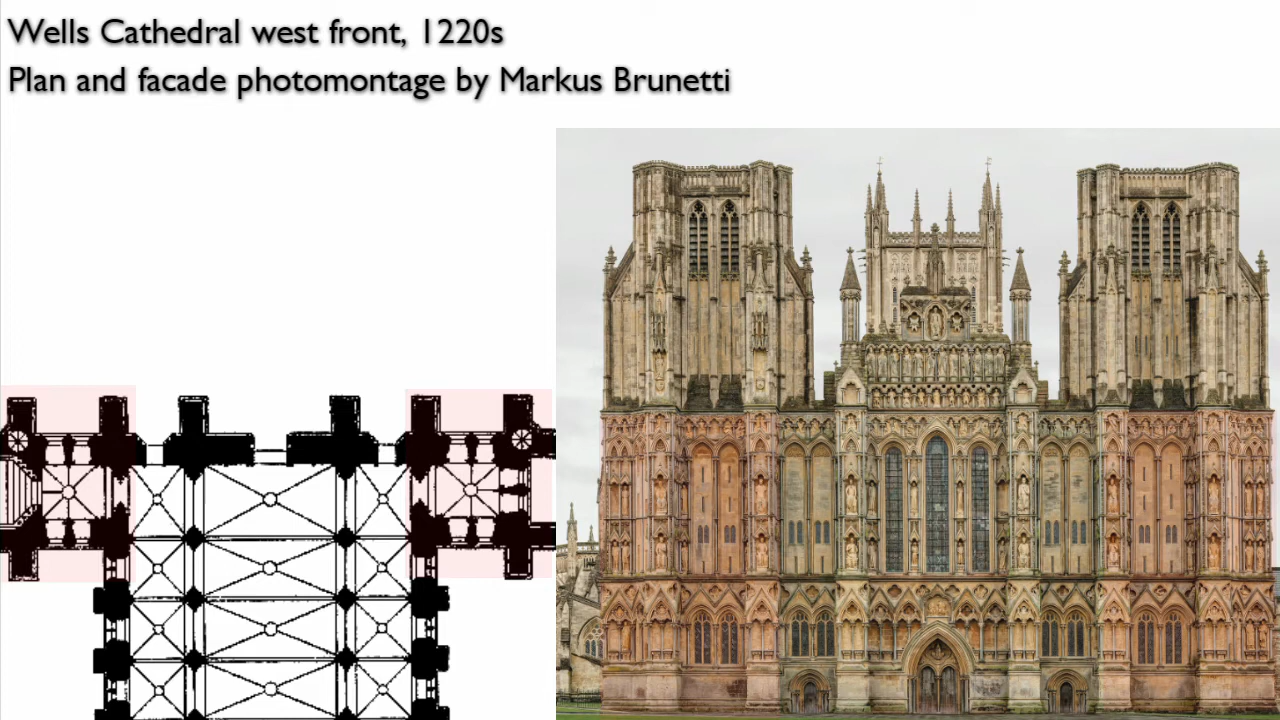 Wells Cathedral west front, 1220s
Plan and facade photomontage by Markus Brunetti